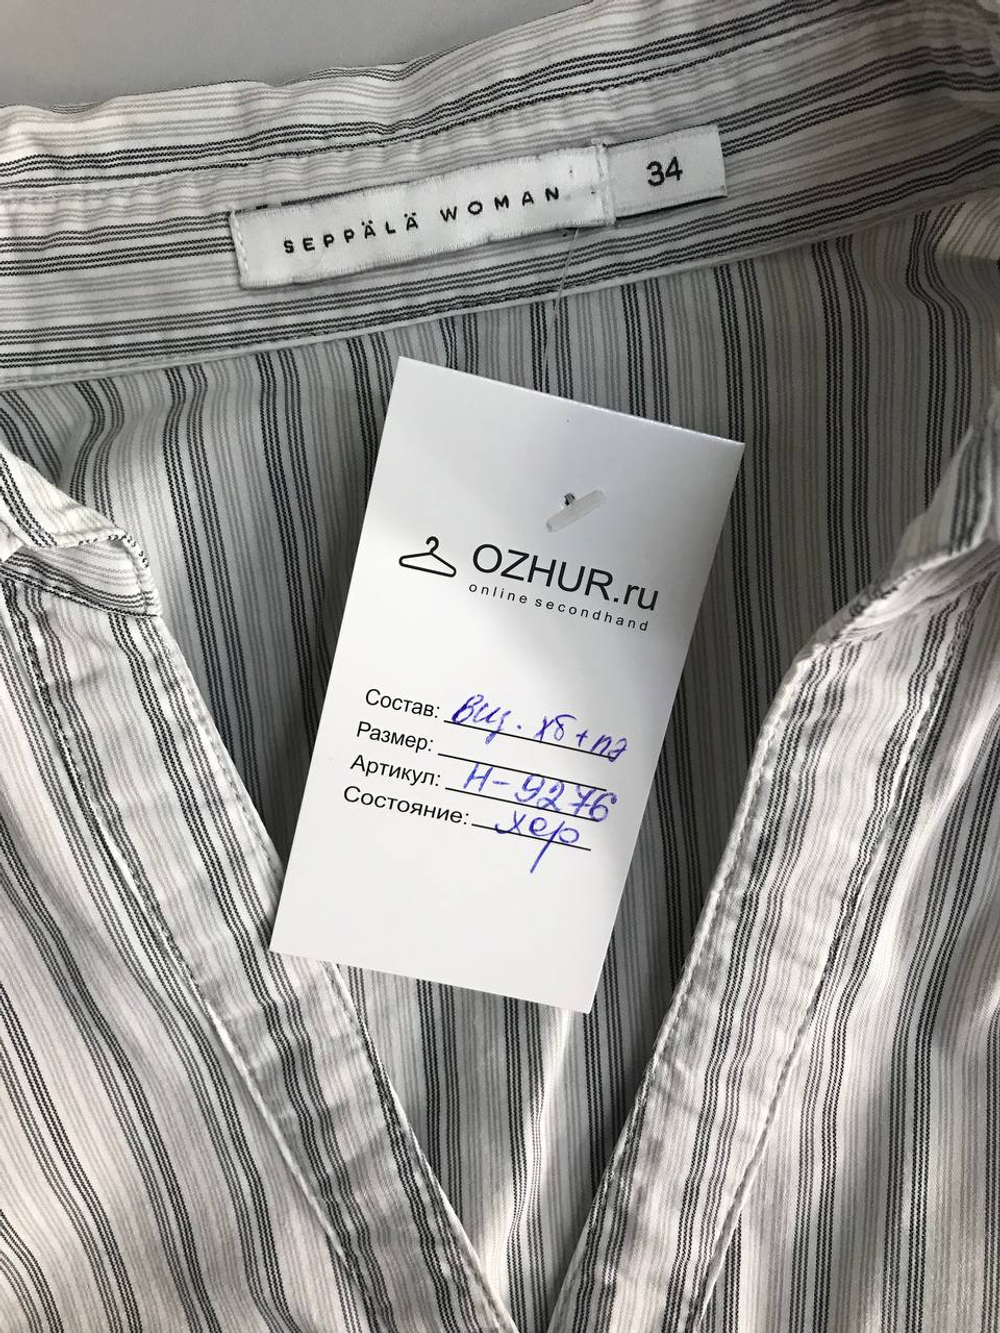 SEPPÄLÄ WOMAN
34
OZHUR.ru
online secondhand
Состав: виз. хб + пэ
Размер:
Артикул: Н-9276
Состояние: хор